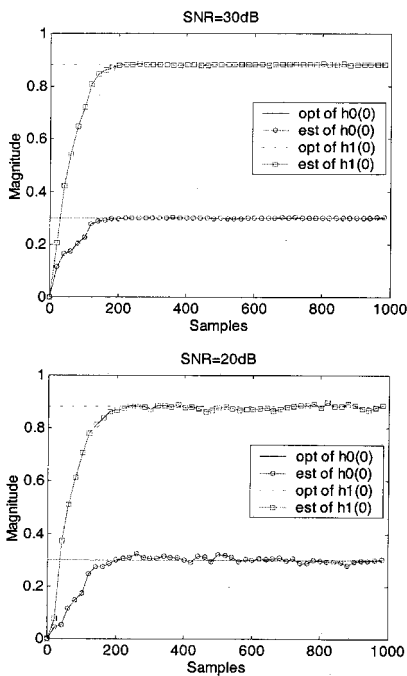 SNR=30dB
1
0.8
0.6
0.4
0.2
0
Magnitude
opt of h0(0)
est of h0(0)
opt of h1(0)
est of h1(0)
0 200 400 600 800 1000
Samples
SNR=20dB
1
0.8
0.6
0.4
0.2
0
Magnitude
opt of h0(0)
est of h0(0)
opt of h1(0)
est of h1(0)
0 200 400 600 800 1000
Samples